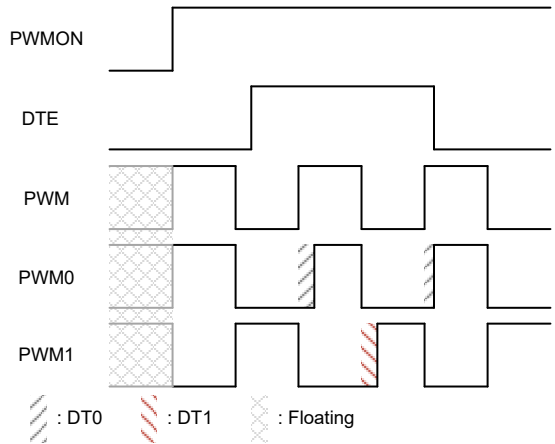 PWMON
DTE
PWM
PWM0
PWM1
: DT0 : DT1 : Floating